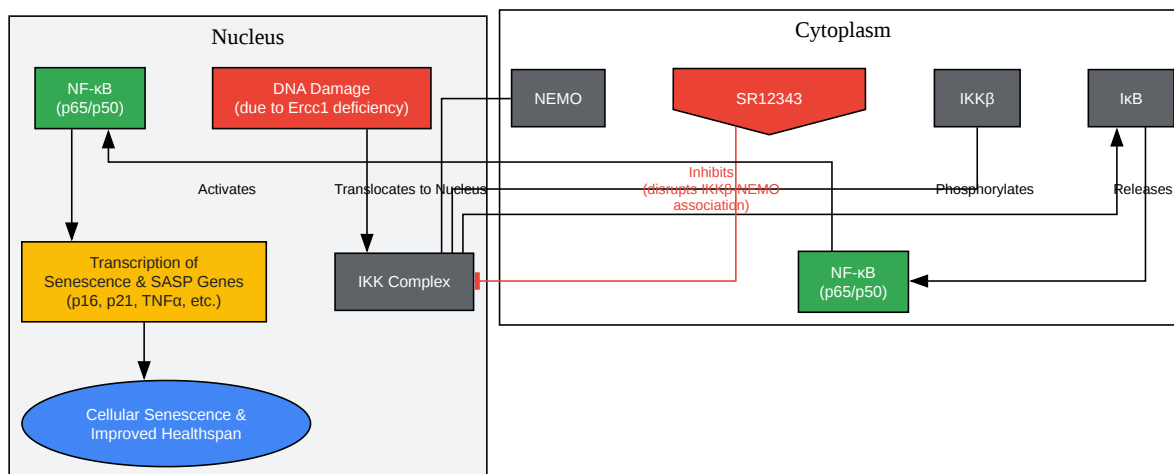 Nucleus
Cytoplasm
NF-κB
(p65/p50)
DNA Damage
(due to Ercc1 deficiency)
NEMO
SR12343
IKKβ
IκB
Activates
Translocates to Nucleus
Inhibits
(disrupts IKKβ-NEMO
association)
Phosphorylates
Releases
Transcription of
Senescence & SASP Genes
(p16, p21, TNFα, etc.)
IKK Complex
NF-κB
(p65/p50)
Cellular Senescence &
Improved Healthspan